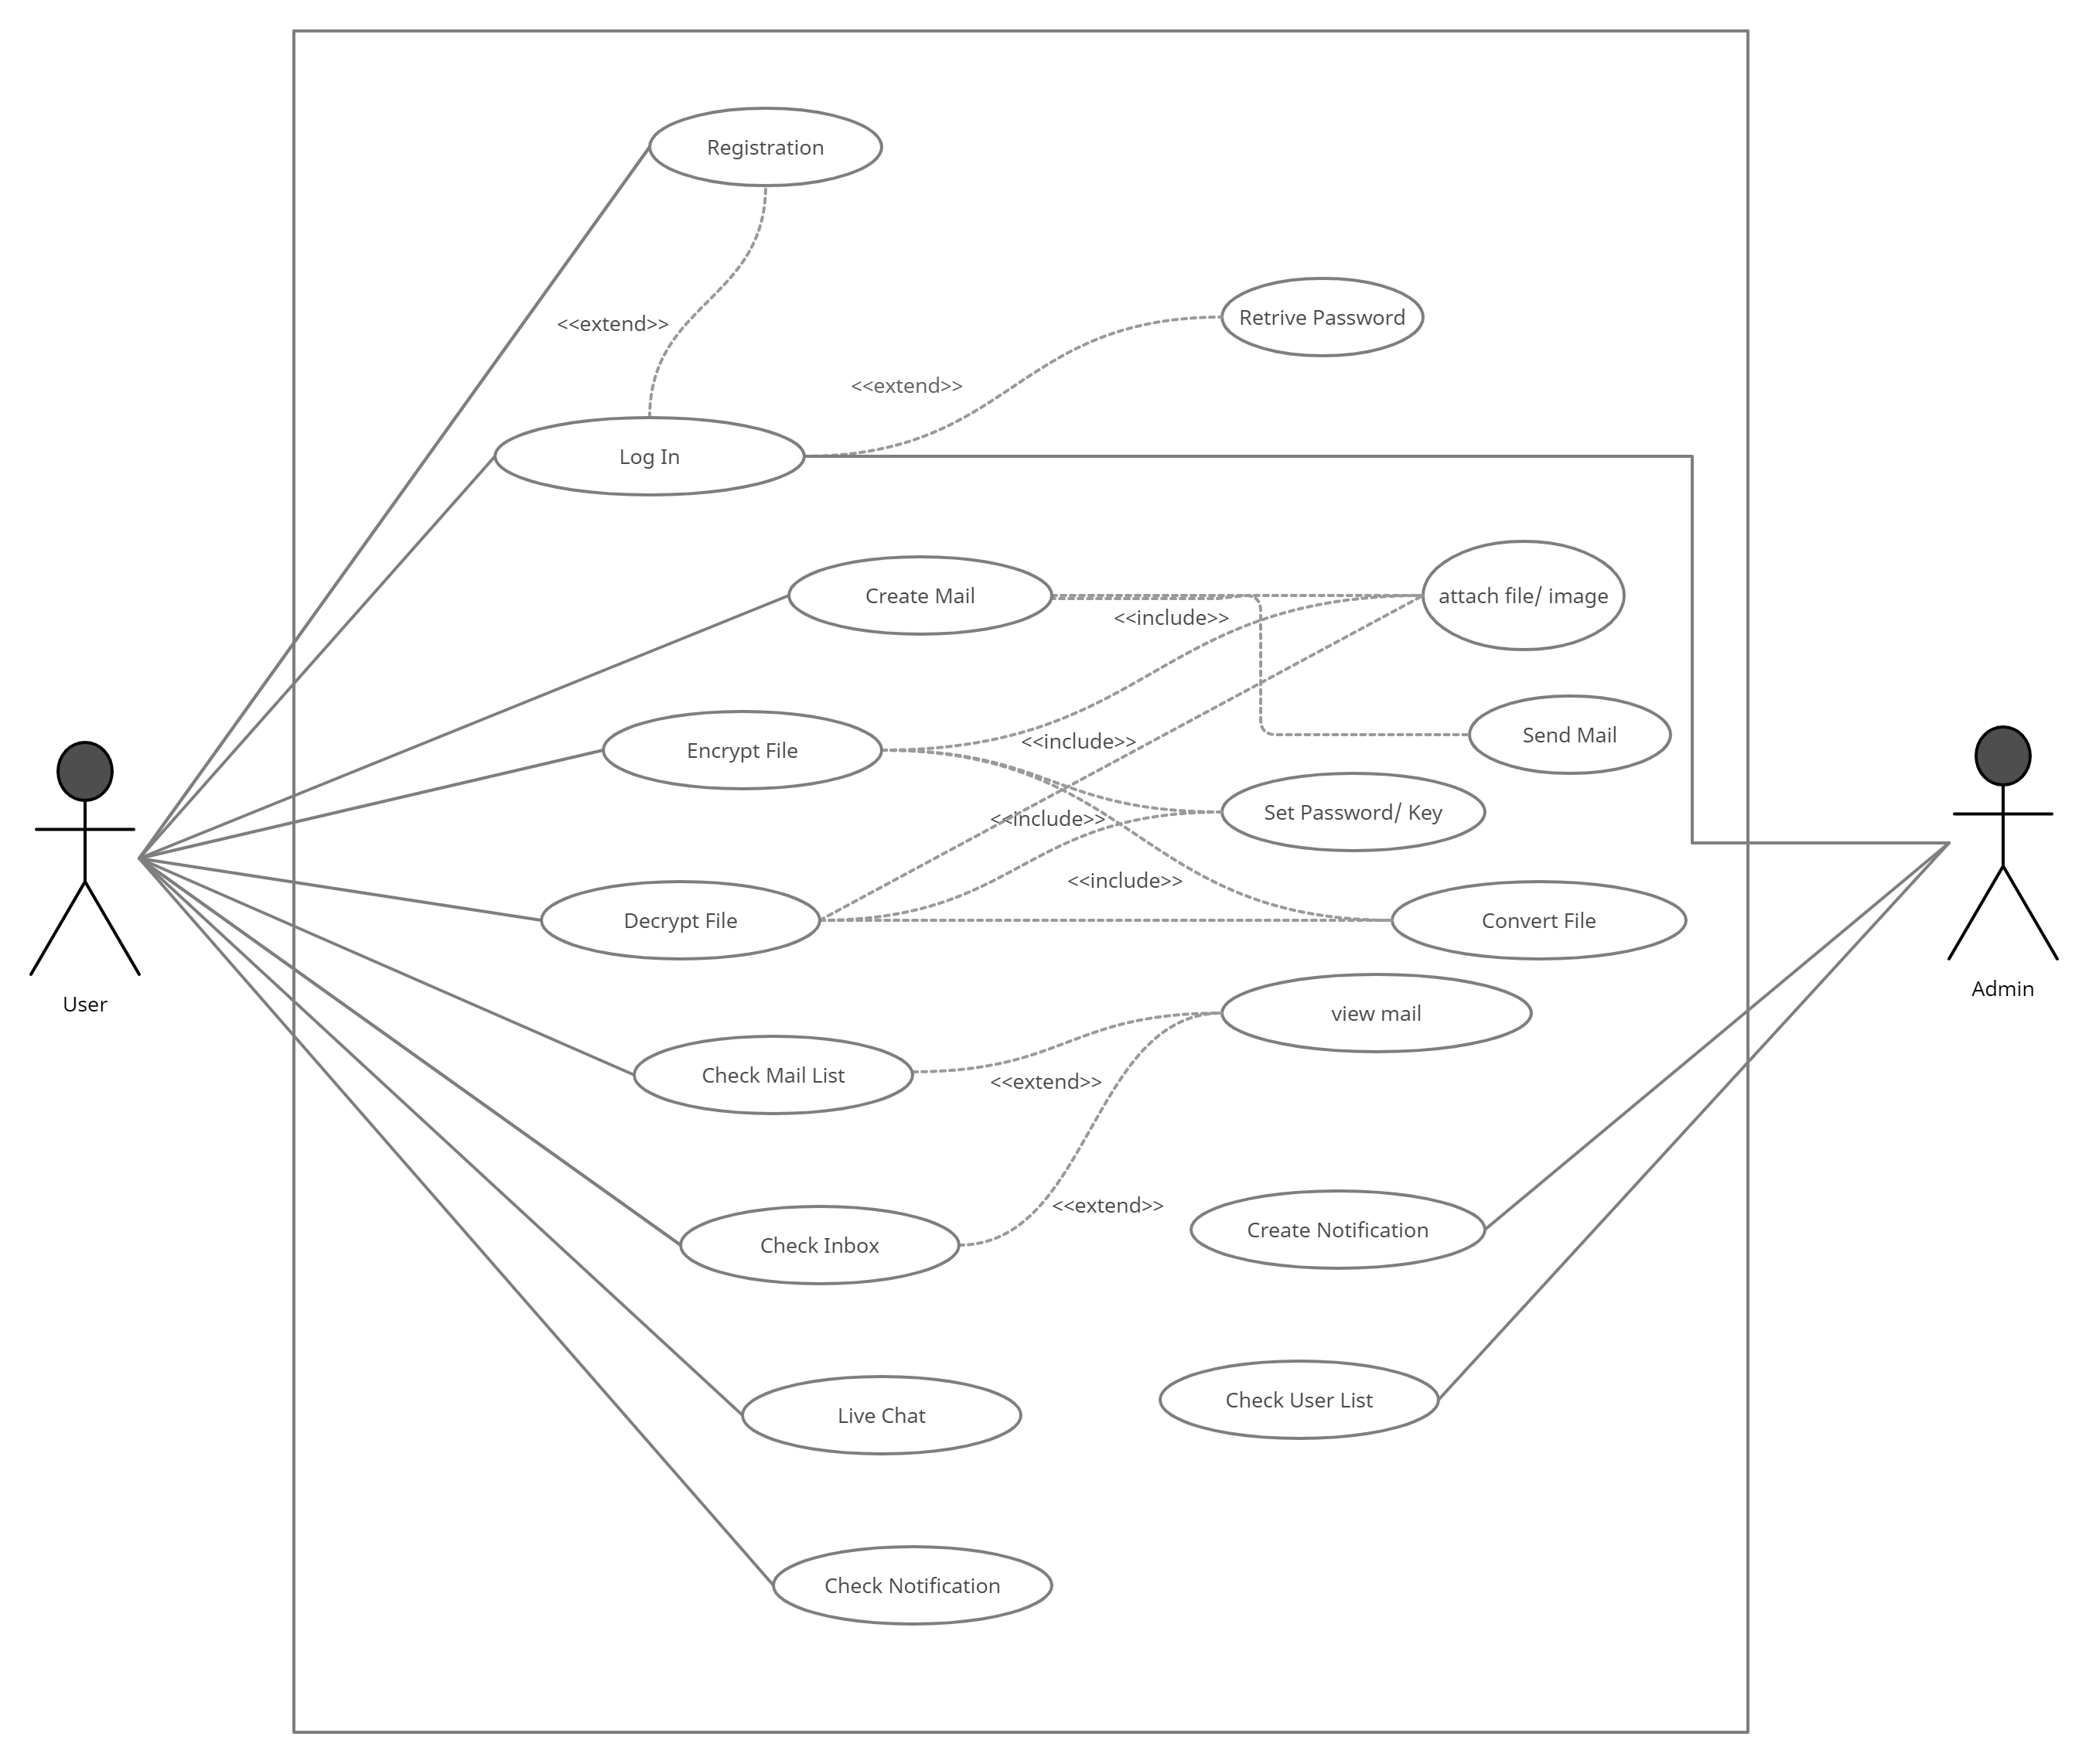 Registration
Retrive Password
<<extend>>
<<extend>>
Log In
Create Mail
attach file/ image
<<include>>
Send Mail
Encrypt File
<<include>>
Set Password/ Key
<<include>>
<<include>>
Decrypt File
Convert File
User
Admin
view mail
Check Mail List
<<extend>>
<<extend>>
Create Notification
Check Inbox
Check User List
Live Chat
Check Notification